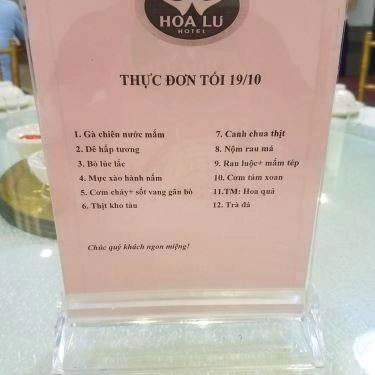 HOA LƯ
HOTEL
THỰC ĐƠN TỐI 19/10
1. Gà chiên nước mắm
2. Dê hấp tương
3. Bò lúc lắc
4. Mực xào hành nấm
5. Cơm cháy+ sốt vang gân bò
6. Thịt kho tàu
7. Canh chua thịt
8. Nộm rau má
9. Rau luộc+ mắm tép
10. Cơm tám xoan
11.TM: Hoa quả
12. Trà đá
Chúc quý khách ngon miệng!